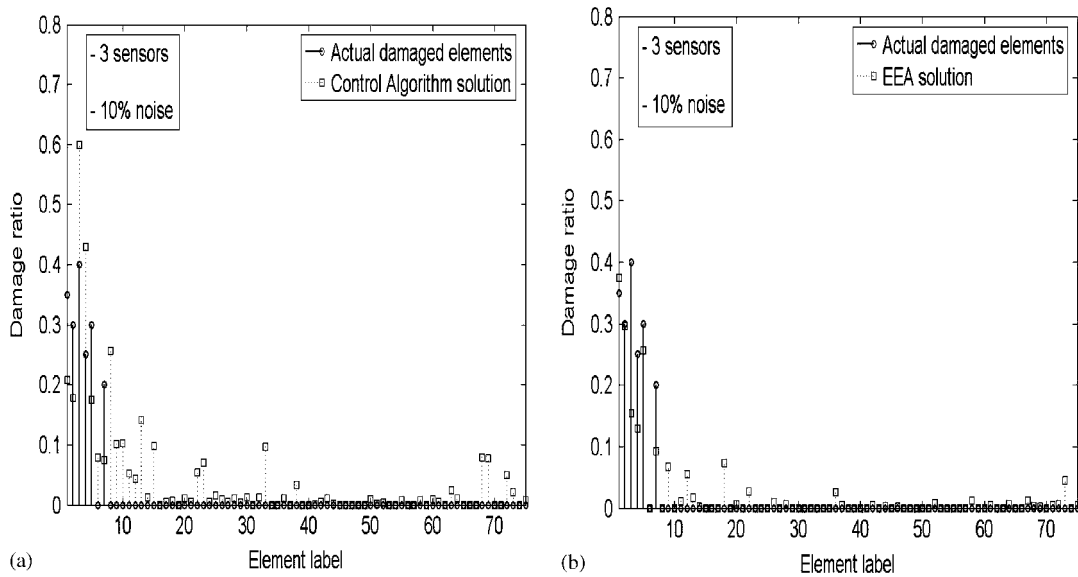 0.8
0.7
0.6
0.5
0.4
0.3
0.2
0.1
0
Damage ratio
- 3 sensors
- 10% noise
Actual damaged elements
Control Algorithm solution
10 20 30 40 50 60 70
Element label
(a)
0.8
0.7
0.6
0.5
0.4
0.3
0.2
0.1
0
Damage ratio
- 3 sensors
- 10% noise
Actual damaged elements
EEA solution
10 20 30 40 50 60 70
Element label
(b)